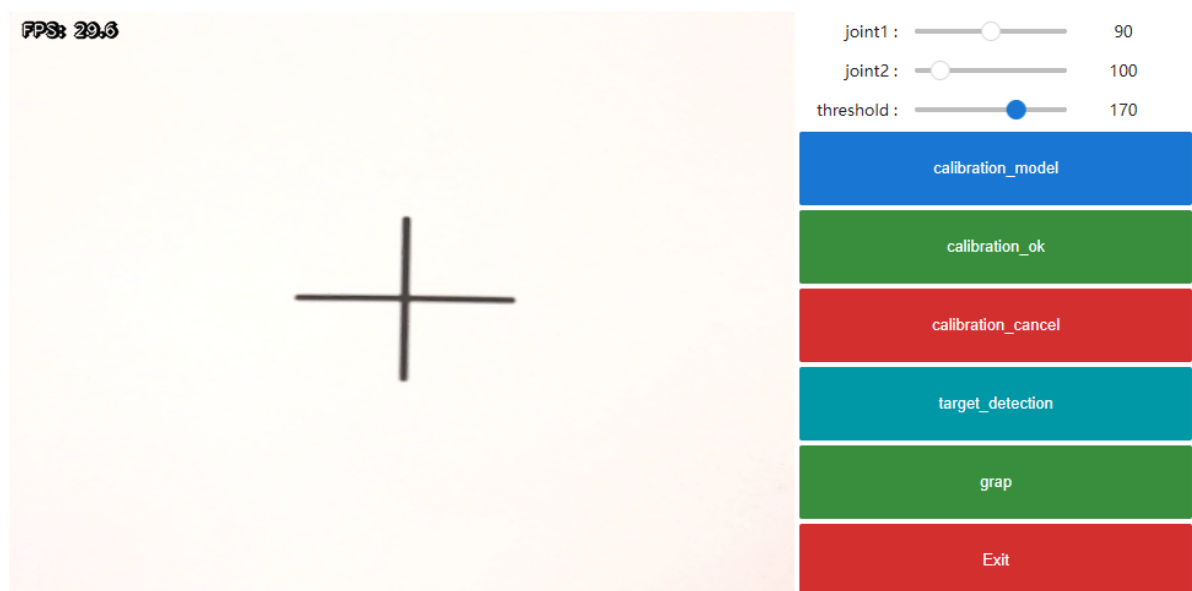 FPS: 29.6
joint1 : 90
joint2 : 100
threshold : 170
calibration_model
calibration_ok
calibration_cancel
target_detection
grap
Exit